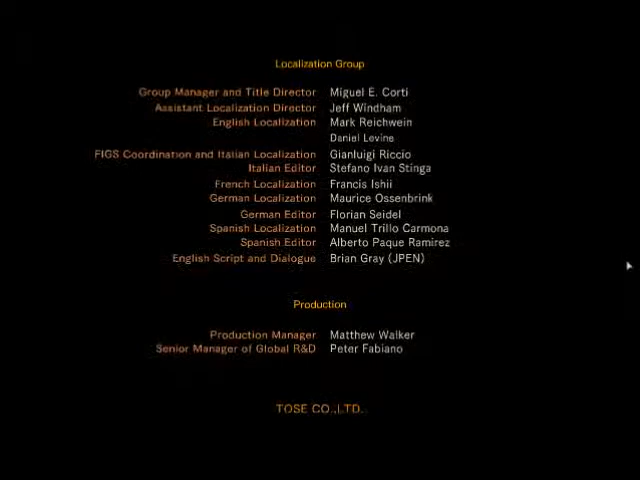 Localization Group
Group Manager and Title Director Miguel E. Corti
Assistant Localization Director Jeff Windham
English Localization Mark Reichwein
Daniel Levine
FIGS Coordination and Italian Localization Gianluigi Riccio
Italian Editor Stefano Ivan Stinga
French Localization Francis Ishii
German Localization Maurice Ossenbrink
German Editor Florian Seidel
Spanish Localization Manuel Trillo Carmona
Spanish Editor Alberto Paque Ramirez
English Script and Dialogue Brian Gray (JPEN)
Production
Production Manager Matthew Walker
Senior Manager of Global R&D Peter Fabiano
TOSE CO.,LTD.